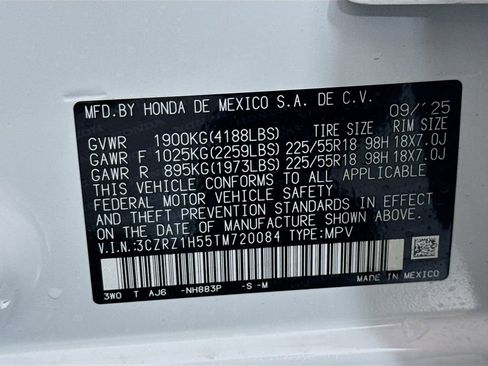 MFD.BY HONDA DE MEXICO S.A. DE C.V. 09/'25
TIRE SIZE RIM SIZE
GVWR 1900KG(4188LBS)
GAWR F 1025KG(2259LBS) 225/55R18 98H 18X7.0J
GAWR R 895KG(1973LBS) 225/55R18 98H 18X7.0J
THIS VEHICLE CONFORMS TO ALL APPLICABLE
FEDERAL MOTOR VEHICLE SAFETY AND
THEFT PREVENTION STANDARDS IN EFFECT ON
THE DATE OF MANUFACTURE SHOWN ABOVE.
V.I.N:3CZRZ1H55TM720084 TYPE:MPV
3W0 T AJ6 -NH883P -S -M
MADE IN MEXICO